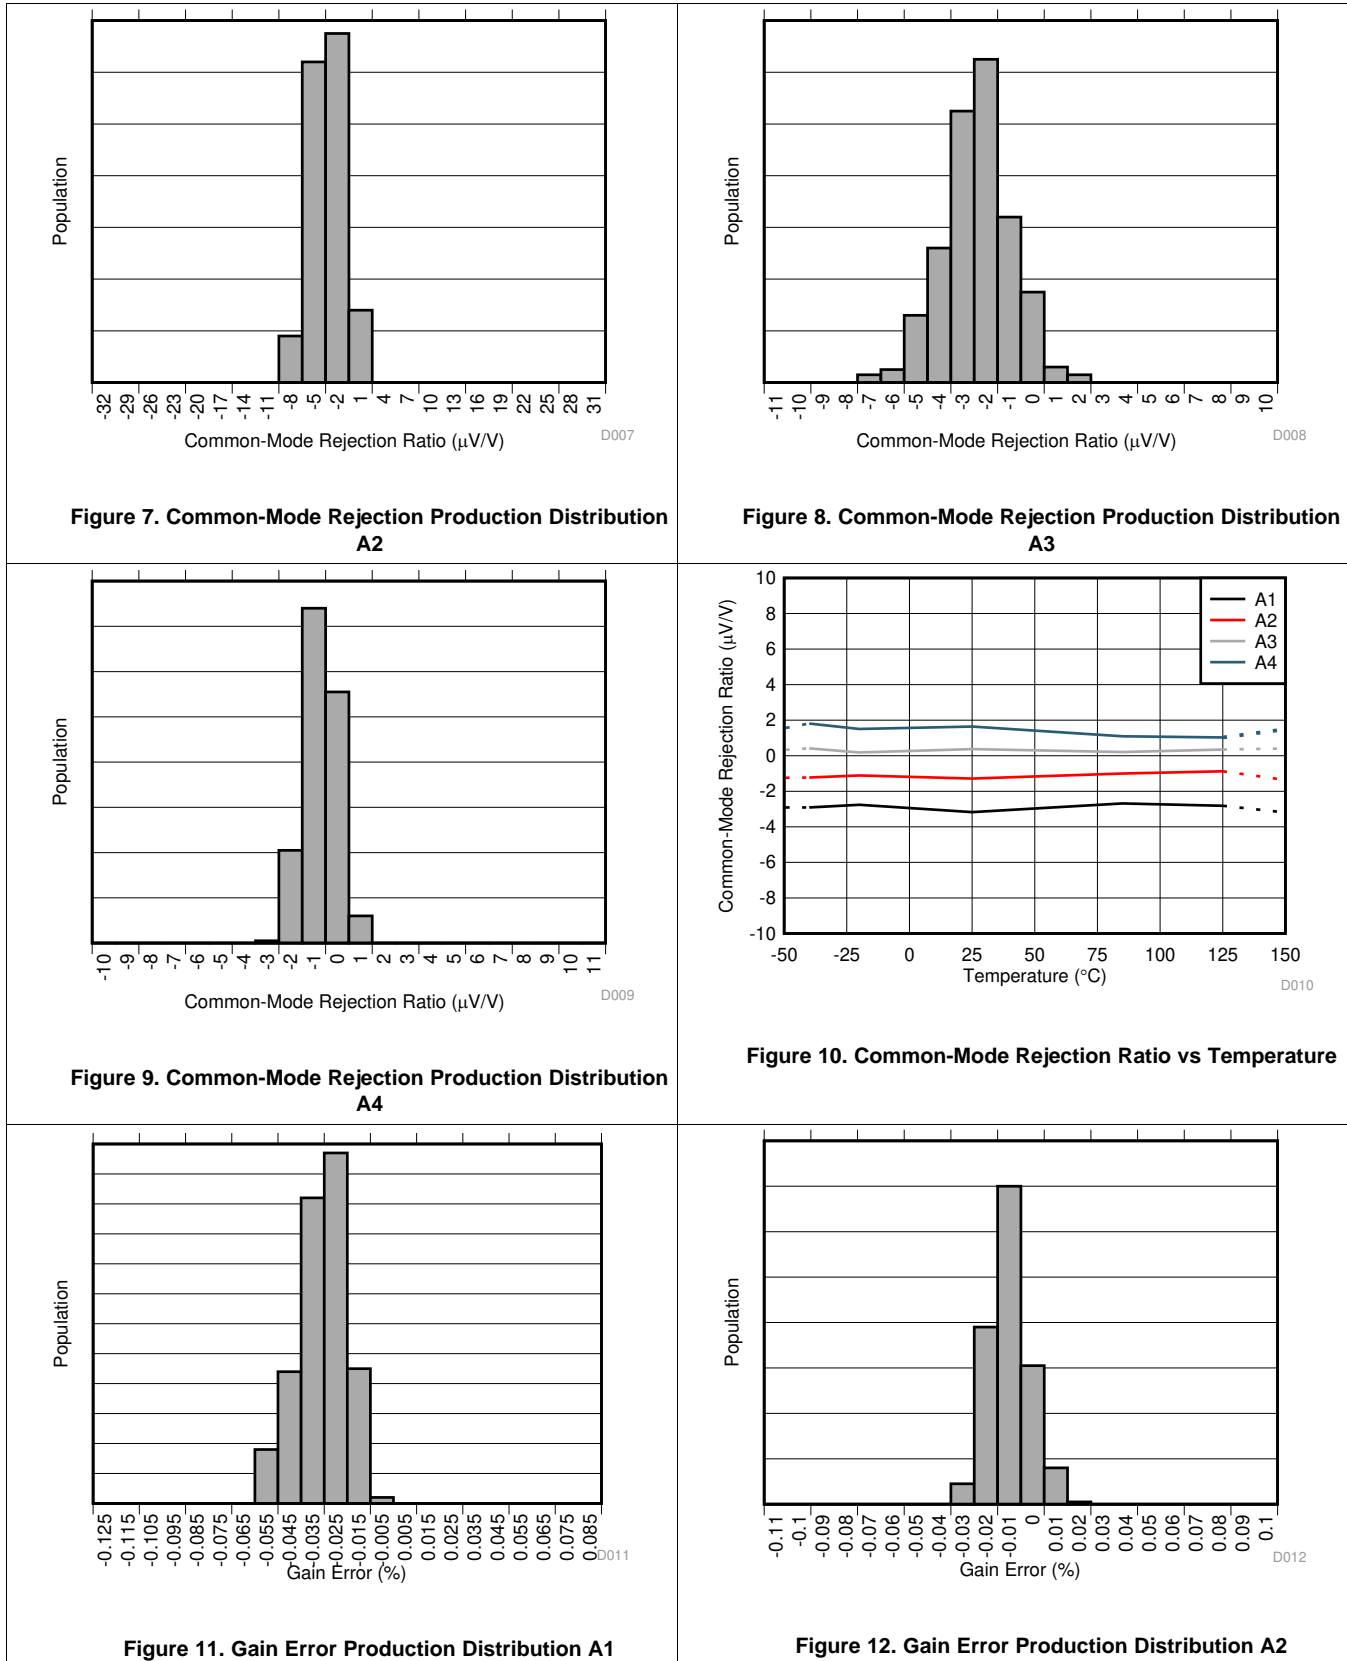 Population
-32 -29 -26 -23 -20 -17 -14 -11 -8 -5 -2 1 4 7 10 13 16 19 22 25 28 31
Common-Mode Rejection Ratio (μV/V)
D007
Figure 7. Common-Mode Rejection Production Distribution
A2
Population
-11 -10 -9 -8 -7 -6 -5 -4 -3 -2 -1 0 1 2 3 4 5 6 7 8 9 10
Common-Mode Rejection Ratio (μV/V)
D008
Figure 8. Common-Mode Rejection Production Distribution
A3
Population
-10 -9 -8 -7 -6 -5 -4 -3 -2 -1 0 1 2 3 4 5 6 7 8 9 10 11
Common-Mode Rejection Ratio (μV/V)
D009
Figure 9. Common-Mode Rejection Production Distribution
A4
Common-Mode Rejection Ratio (μV/V)
10
8
6
4
2
0
-2
-4
-6
-8
-10
A1
A2
A3
A4
-50 -25 0 25 50 75 100 125 150
Temperature (°C)
D010
Figure 10. Common-Mode Rejection Ratio vs Temperature
Population
-0.125 -0.115 -0.105 -0.095 -0.085 -0.075 -0.065 -0.055 -0.045 -0.035 -0.025 -0.015 -0.005 0.005 0.015 0.025 0.035 0.045 0.055 0.065 0.075 0.085
Gain Error (%)
D011
Figure 11. Gain Error Production Distribution A1
Population
-0.11 -0.1 -0.09 -0.08 -0.07 -0.06 -0.05 -0.04 -0.03 -0.02 -0.01 0 0.01 0.02 0.03 0.04 0.05 0.06 0.07 0.08 0.09 0.1
Gain Error (%)
D012
Figure 12. Gain Error Production Distribution A2